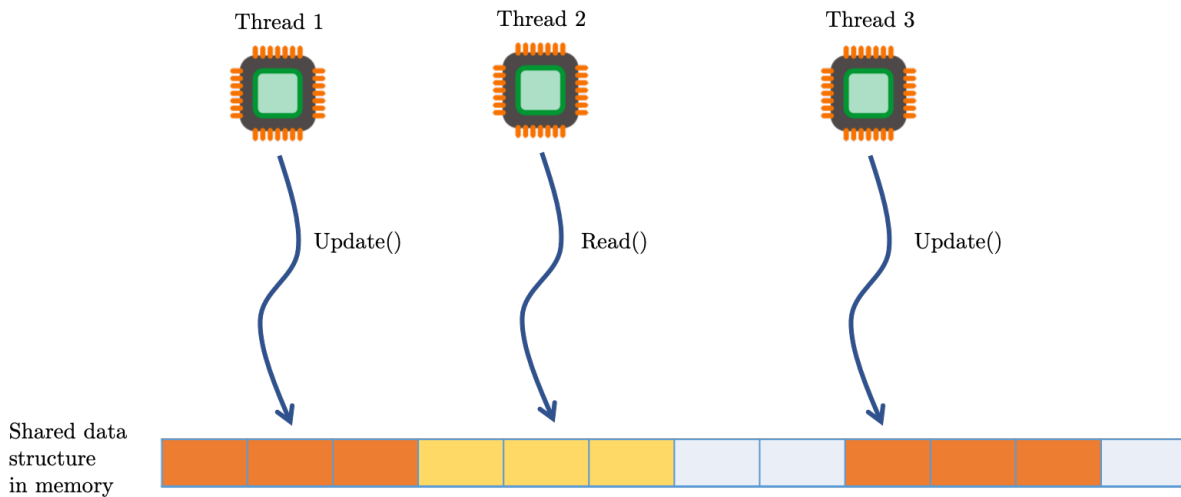 Thread 1
Thread 2
Thread 3
Update()
Read()
Update()
Shared data
structure
in memory